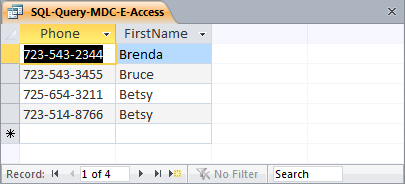 SQL-Query-MDC-E-Access
Phone FirstName
723-543-2344 Brenda
723-543-3455 Bruce
725-654-3211 Betsy
723-514-8766 Betsy
Record: 1 of 4 No Filter Search